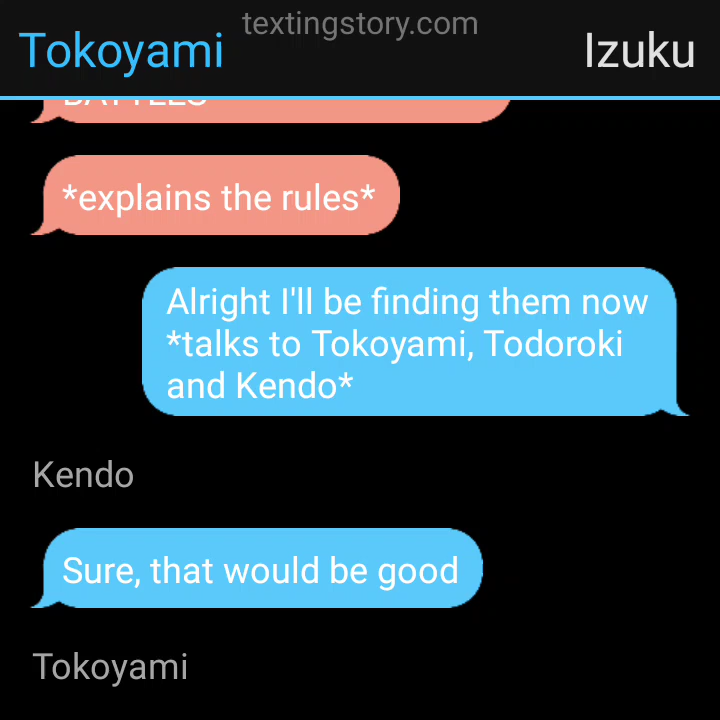 textingstory.com
Tokoyami
Izuku
BATTLES
*explains the rules*
Alright I'll be finding them now
*talks to Tokoyami, Todoroki
and Kendo*
Kendo
Sure, that would be good
Tokoyami